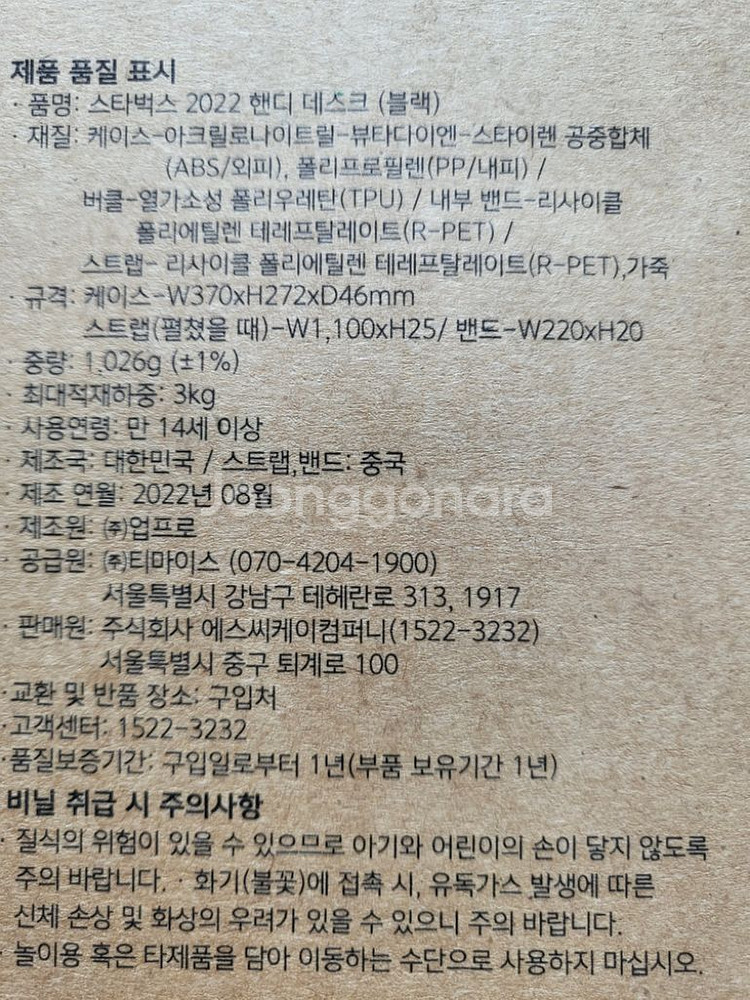 제품 품질 표시
· 품명: 스타벅스 2022 핸디 데스크 (블랙)
· 재질: 케이스-아크릴로나이트릴-뷰타다이엔-스타이렌 공중합체
(ABS/외피), 폴리프로필렌(PP/내피) /
버클-열가소성 폴리우레탄(TPU) / 내부 밴드-리사이클
폴리에틸렌 테레프탈레이트(R-PET) /
스트랩- 리사이클 폴리에틸렌 테레프탈레이트(R-PET),가죽
· 규격: 케이스-W370xH272xD46mm
스트랩(펼쳤을 때)-W1,100xH25/ 밴드-W220xH20
· 중량: 1,026g (±1%)
· 최대적재하중: 3kg
· 사용연령: 만 14세 이상
· 제조국: 대한민국 / 스트랩,밴드: 중국
· 제조 연월: 2022년 08월
· 제조원: ㈜업프로
· 공급원: ㈜티마이스 (070-4204-1900)
서울특별시 강남구 테헤란로 313, 1917
· 판매원: 주식회사 에스씨케이컴퍼니(1522-3232)
서울특별시 중구 퇴계로 100
·교환 및 반품 장소: 구입처
·고객센터: 1522-3232
·품질보증기간: 구입일로부터 1년(부품 보유기간 1년)
비닐 취급 시 주의사항
· 질식의 위험이 있을 수 있으므로 아기와 어린이의 손이 닿지 않도록
주의 바랍니다. · 화기(불꽃)에 접촉 시, 유독가스 발생에 따른
신체 손상 및 화상의 우려가 있을 수 있으니 주의 바랍니다.
· 놀이용 혹은 타제품을 담아 이동하는 수단으로 사용하지 마십시오.
Joonggonara